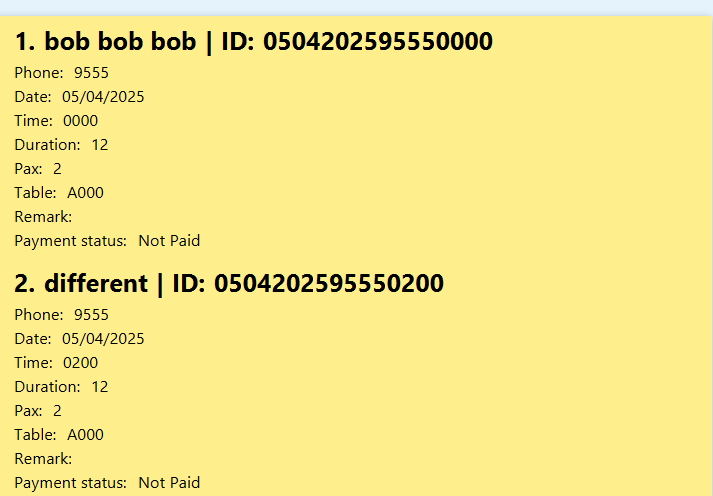 1. bob bob bob | ID: 0504202595550000
Phone: 9555
Date: 05/04/2025
Time: 0000
Duration: 12
Pax: 2
Table: A000
Remark:
Payment status: Not Paid
2. different | ID: 0504202595550200
Phone: 9555
Date: 05/04/2025
Time: 0200
Duration: 12
Pax: 2
Table: A000
Remark:
Payment status: Not Paid